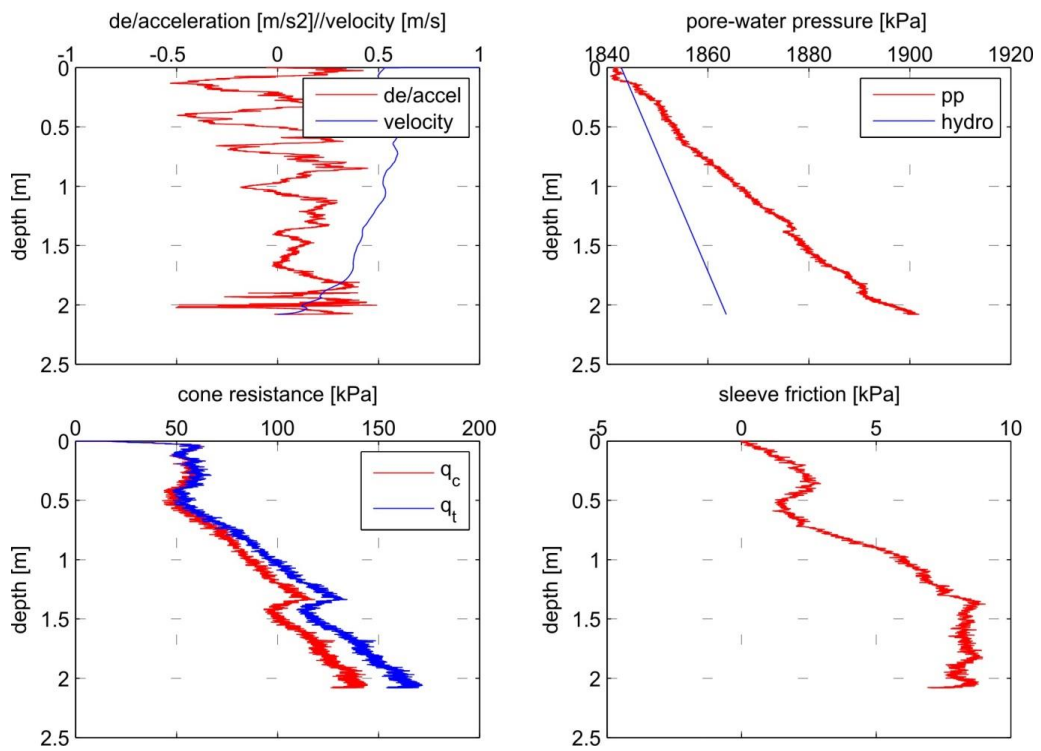 de/acceleration [m/s2]//velocity [m/s]
-1 0 0.5 1
0
0.5
1
1.5
2
2.5
depth [m]
de/accel
velocity
pore-water pressure [kPa]
1840 1860 1880 1900 1920
0
0.5
1
1.5
2
2.5
depth [m]
pp
hydro
cone resistance [kPa]
0 50 100 150 200
0
0.5
1
1.5
2
2.5
depth [m]
q_c
q_t
sleeve friction [kPa]
-5 0 5 10
0
0.5
1
1.5
2
2.5
depth [m]